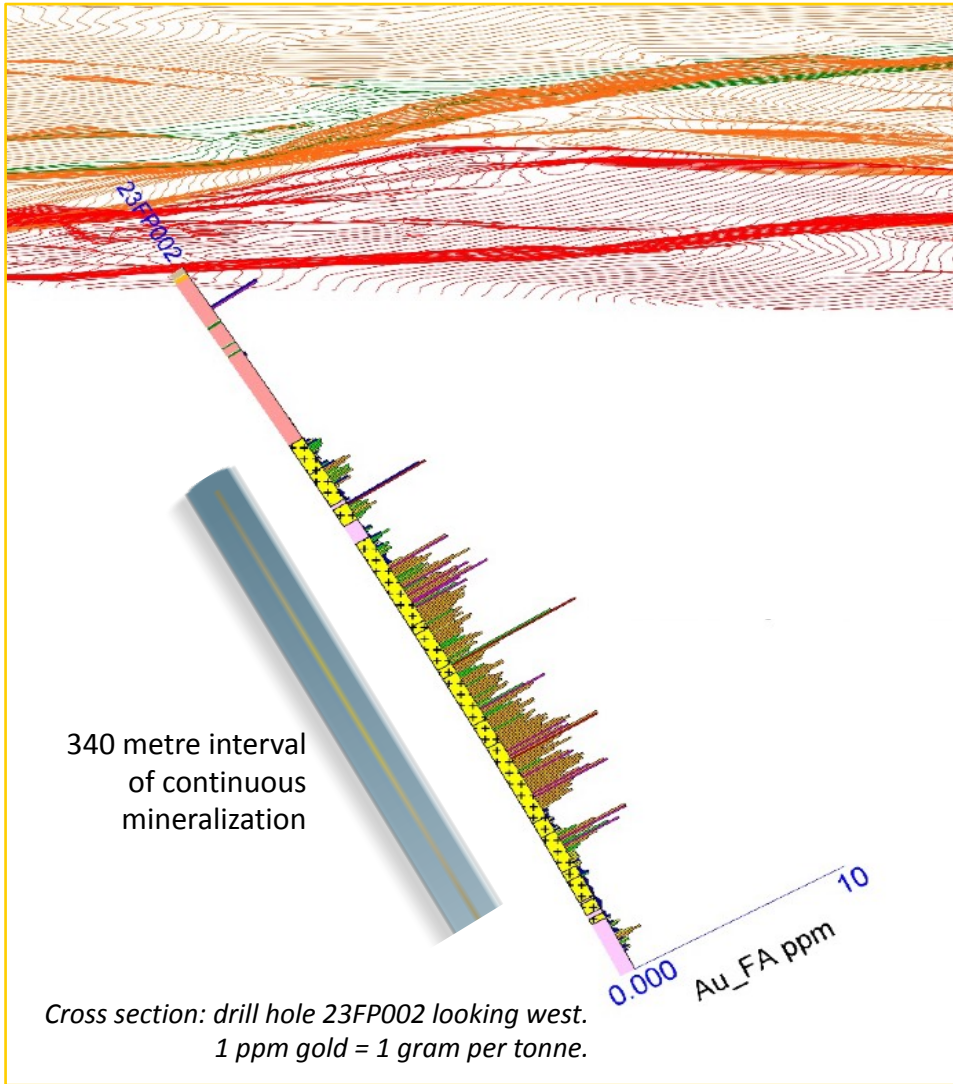 23FP002
340 metre interval
of continuous
mineralization
10
0.000
Au_FA ppm
Cross section: drill hole 23FP002 looking west.
1 ppm gold = 1 gram per tonne.